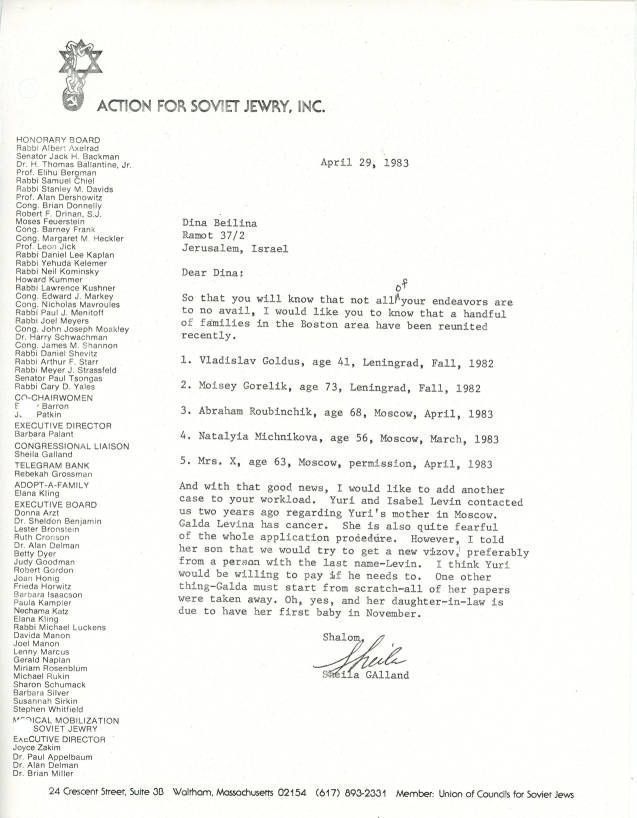 ACTION FOR SOVIET JEWRY, INC.
HONORARY BOARD
Rabbi Albert Axelrad
Senator Jack H. Backman
Dr. H. Thomas Ballantine, Jr.
Prof. Elihu Bergman
Rabbi Samuel Chiel
Rabbi Stanley M. Davids
Prof. Alan Dershowitz
Cong. Brian Donnelly
Robert F. Drinan, S.J.
Moses Feuerstein
Cong. Barney Frank
Cong. Margaret M. Heckler
Prof. Leon Jick
Rabbi Daniel Lee Kaplan
Rabbi Yehuda Kelemer
Rabbi Neil Kominsky
Howard Kummer
Rabbi Lawrence Kushner
Cong. Edward J. Markey
Cong. Nicholas Mavroules
Rabbi Paul J. Menitoff
Rabbi Joel Meyers
Cong. John Joseph Moakley
Dr. Harry Schwachman
Cong. James M. Shannon
Rabbi Daniel Shevitz
Rabbi Arthur F. Starr
Rabbi Meyer J. Strassfeld
Senator Paul Tsongas
Rabbi Cary D. Yales
CO-CHAIRWOMEN
Barron
Patkin
EXECUTIVE DIRECTOR
Barbara Palant
CONGRESSIONAL LIAISON
Sheila Galland
TELEGRAM BANK
Rebekah Grossman
ADOPT-A-FAMILY
Elana Kling
EXECUTIVE BOARD
Donna Arzt
Dr. Sheldon Benjamin
Lester Bronstein
Ruth Cronson
Dr. Alan Delman
Betty Dyer
Judy Goodman
Robert Gordon
Joan Honig
Frieda Horwitz
Barbara Isaacson
Paula Kampler
Nechama Katz
Elana Kling
Rabbi Michael Luckens
Davida Manon
Joel Manon
Lenny Marcus
Gerald Naplan
Miriam Rosenblum
Michael Rukin
Sharon Schumack
Barbara Silver
Susannah Sirkin
Stephen Whitfield
MEDICAL MOBILIZATION
SOVIET JEWRY
EXECUTIVE DIRECTOR
Joyce Zakim
Dr. Paul Appelbaum
Dr. Alan Delman
Dr. Brian Miller
April 29, 1983
Dina Beilina
Ramot 37/2
Jerusalem, Israel
Dear Dina:
So that you will know that not all of your endeavors are
to no avail, I would like you to know that a handful
of families in the Boston area have been reunited
recently.
1. Vladislav Goldus, age 41, Leningrad, Fall, 1982
2. Moisey Gorelik, age 73, Leningrad, Fall, 1982
3. Abraham Roubinchik, age 68, Moscow, April, 1983
4. Natalyia Michnikova, age 56, Moscow, March, 1983
5. Mrs. X, age 63, Moscow, permission, April, 1983
And with that good news, I would like to add another
case to your workload. Yuri and Isabel Levin contacted
us two years ago regarding Yuri's mother in Moscow.
Galda Levina has cancer. She is also quite fearful
of the whole application procedure. However, I told
her son that we would try to get a new vizov, preferably
from a person with the last name-Levin. I think Yuri
would be willing to pay if he needs to. One other
thing-Galda must start from scratch-all of her papers
were taken away. Oh, yes, and her daughter-in-law is
due to have her first baby in November.
Shalom,
Sheila
Sheila GAlland
24 Crescent Street, Suite 3B Waltham, Massachusetts 02154 (617) 893-2331 Member: Union of Councils for Soviet Jews